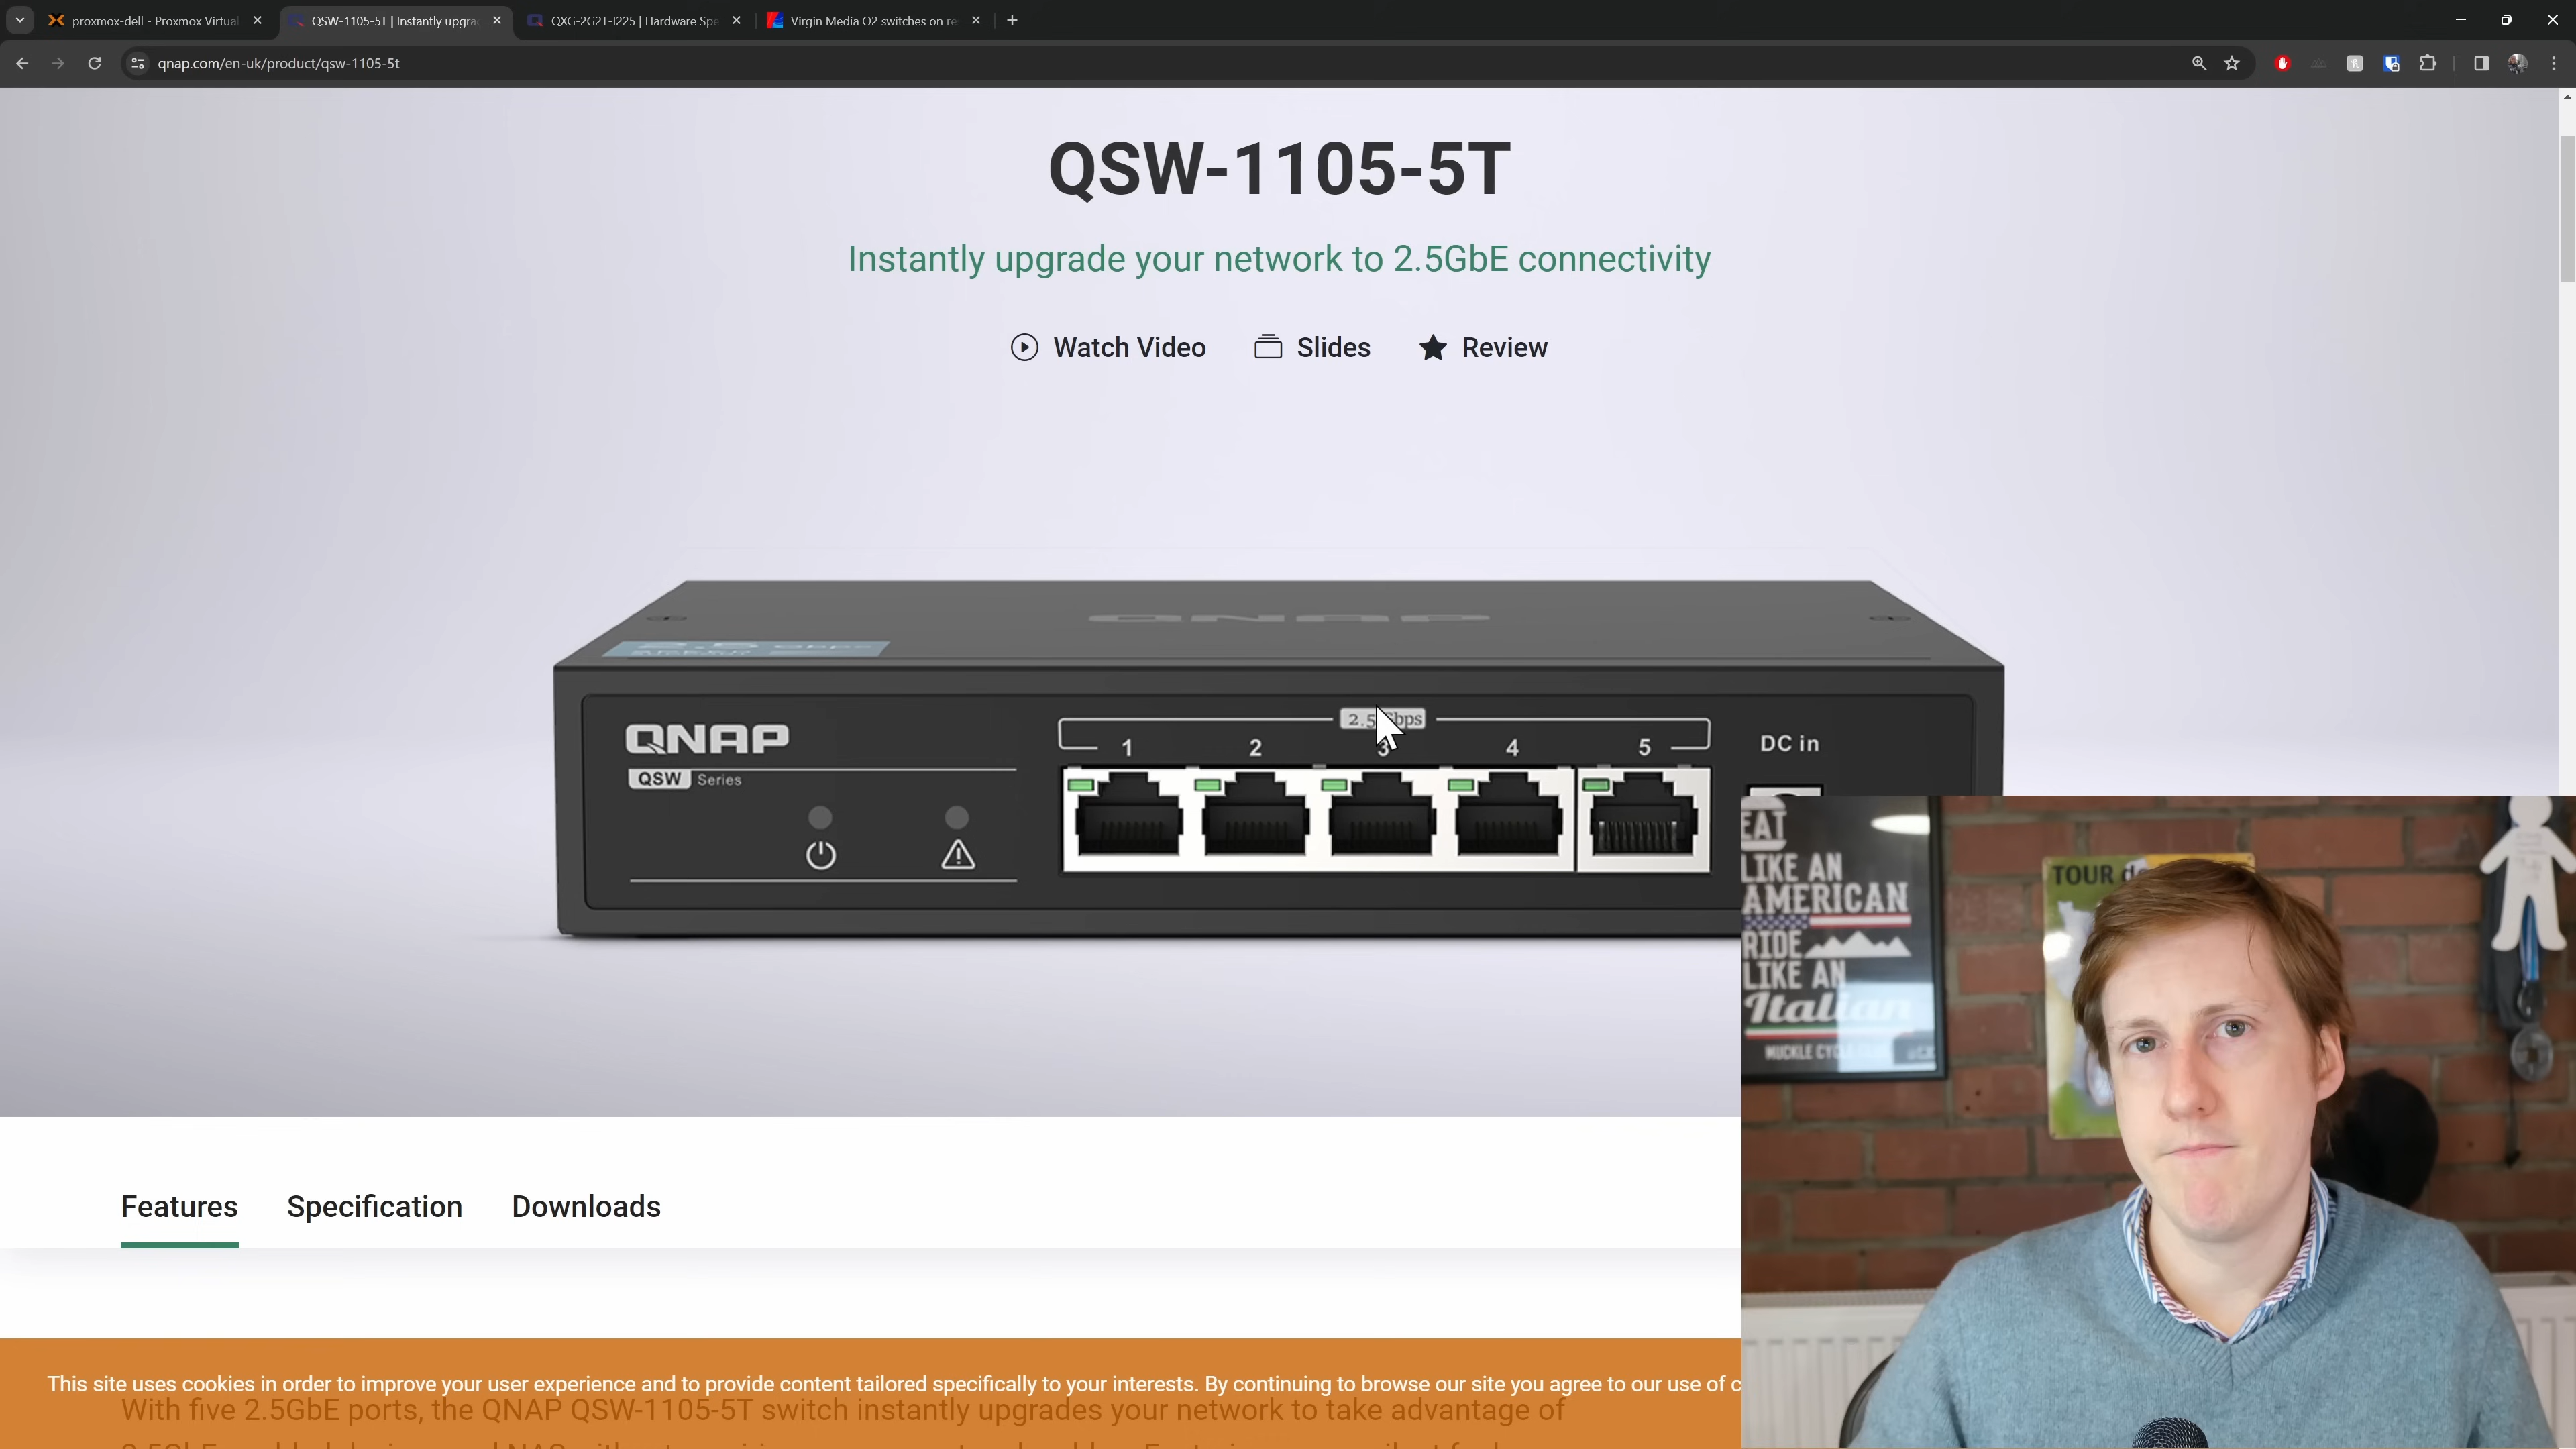 proxmox-dell - Proxmox Virtual
QSW-1105-5T | Instantly upgra
QXG-2G2T-I225 | Hardware Spe
Virgin Media O2 switches on re
qnap.com/en-uk/product/qsw-1105-5t
QSW-1105-5T
Instantly upgrade your network to 2.5GbE connectivity
Watch Video
Slides
Review
QNAP
QNAP
QSW Series
1
2
3
4
5
DC in
EAT
LIKE AN
AMERICAN
RIDE
LIKE AN
Italian
TOUR de
Features
Specification
Downloads
This site uses cookies in order to improve your user experience and to provide content tailored specifically to your interests. By continuing to browse our site you agree to our use of c
With five 2.5GbE ports, the QNAP QSW-1105-5T switch instantly upgrades your network to take advantage of